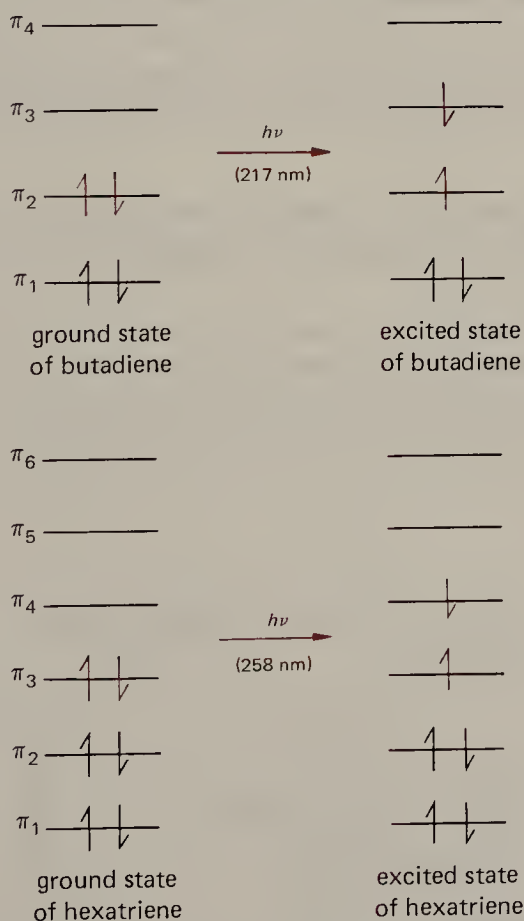 π4
π3
hν
(217 nm)
π2
π1
ground state
of butadiene
excited state
of butadiene
π6
π5
π4
hν
(258 nm)
π3
π2
π1
ground state
of hexatriene
excited state
of hexatriene